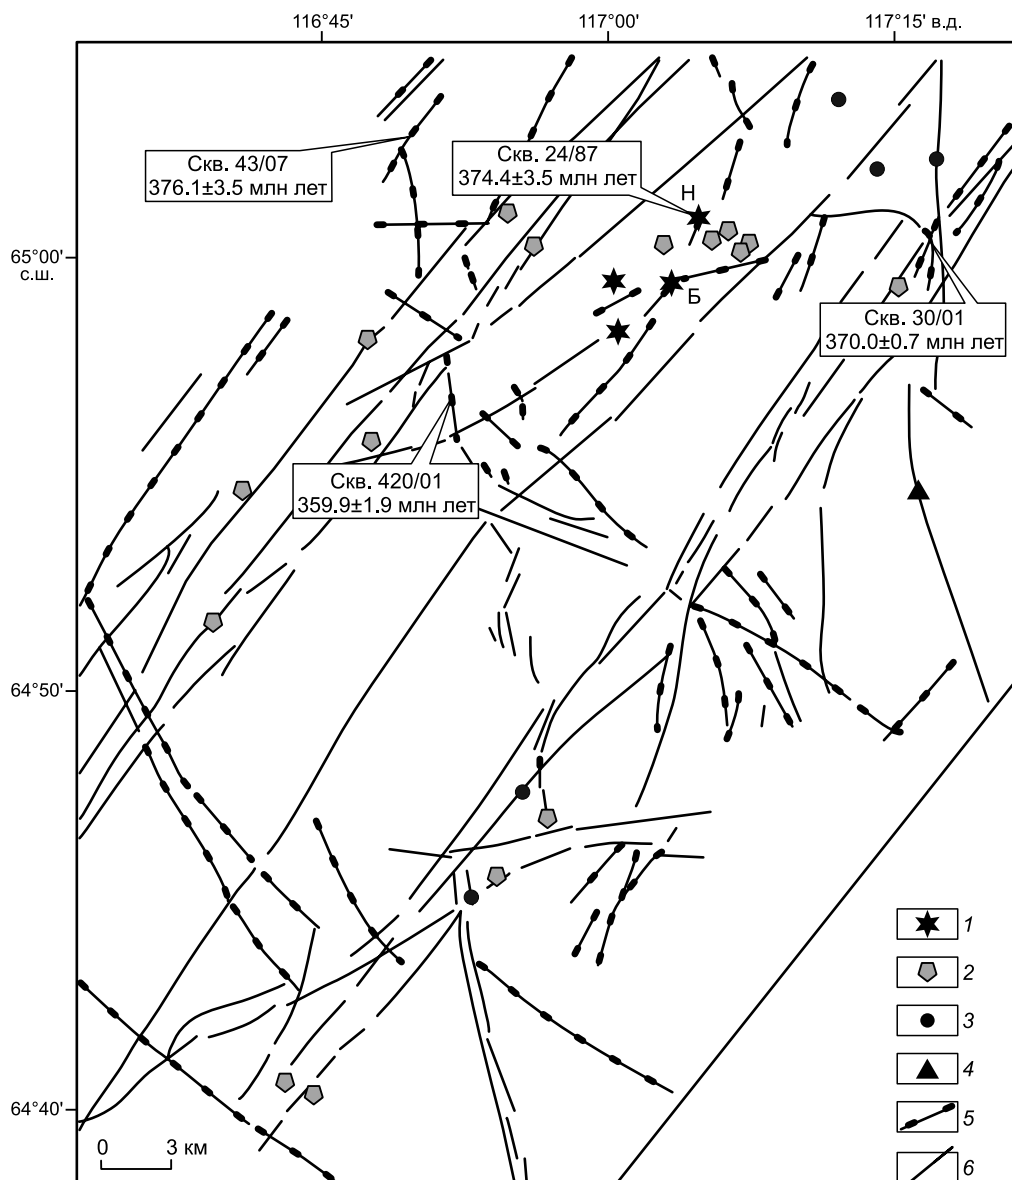 116°45'
117°00'
117°15' в.д.
Скв. 43/07
376.1±3.5 млн лет
Скв. 24/87
374.4±3.5 млн лет
Н
65°00'
с.ш.
Б
Скв. 30/01
370.0±0.7 млн лет
Скв. 420/01
359.9±1.9 млн лет
64°50'
1
2
3
4
64°40'
5
0 3 км
6